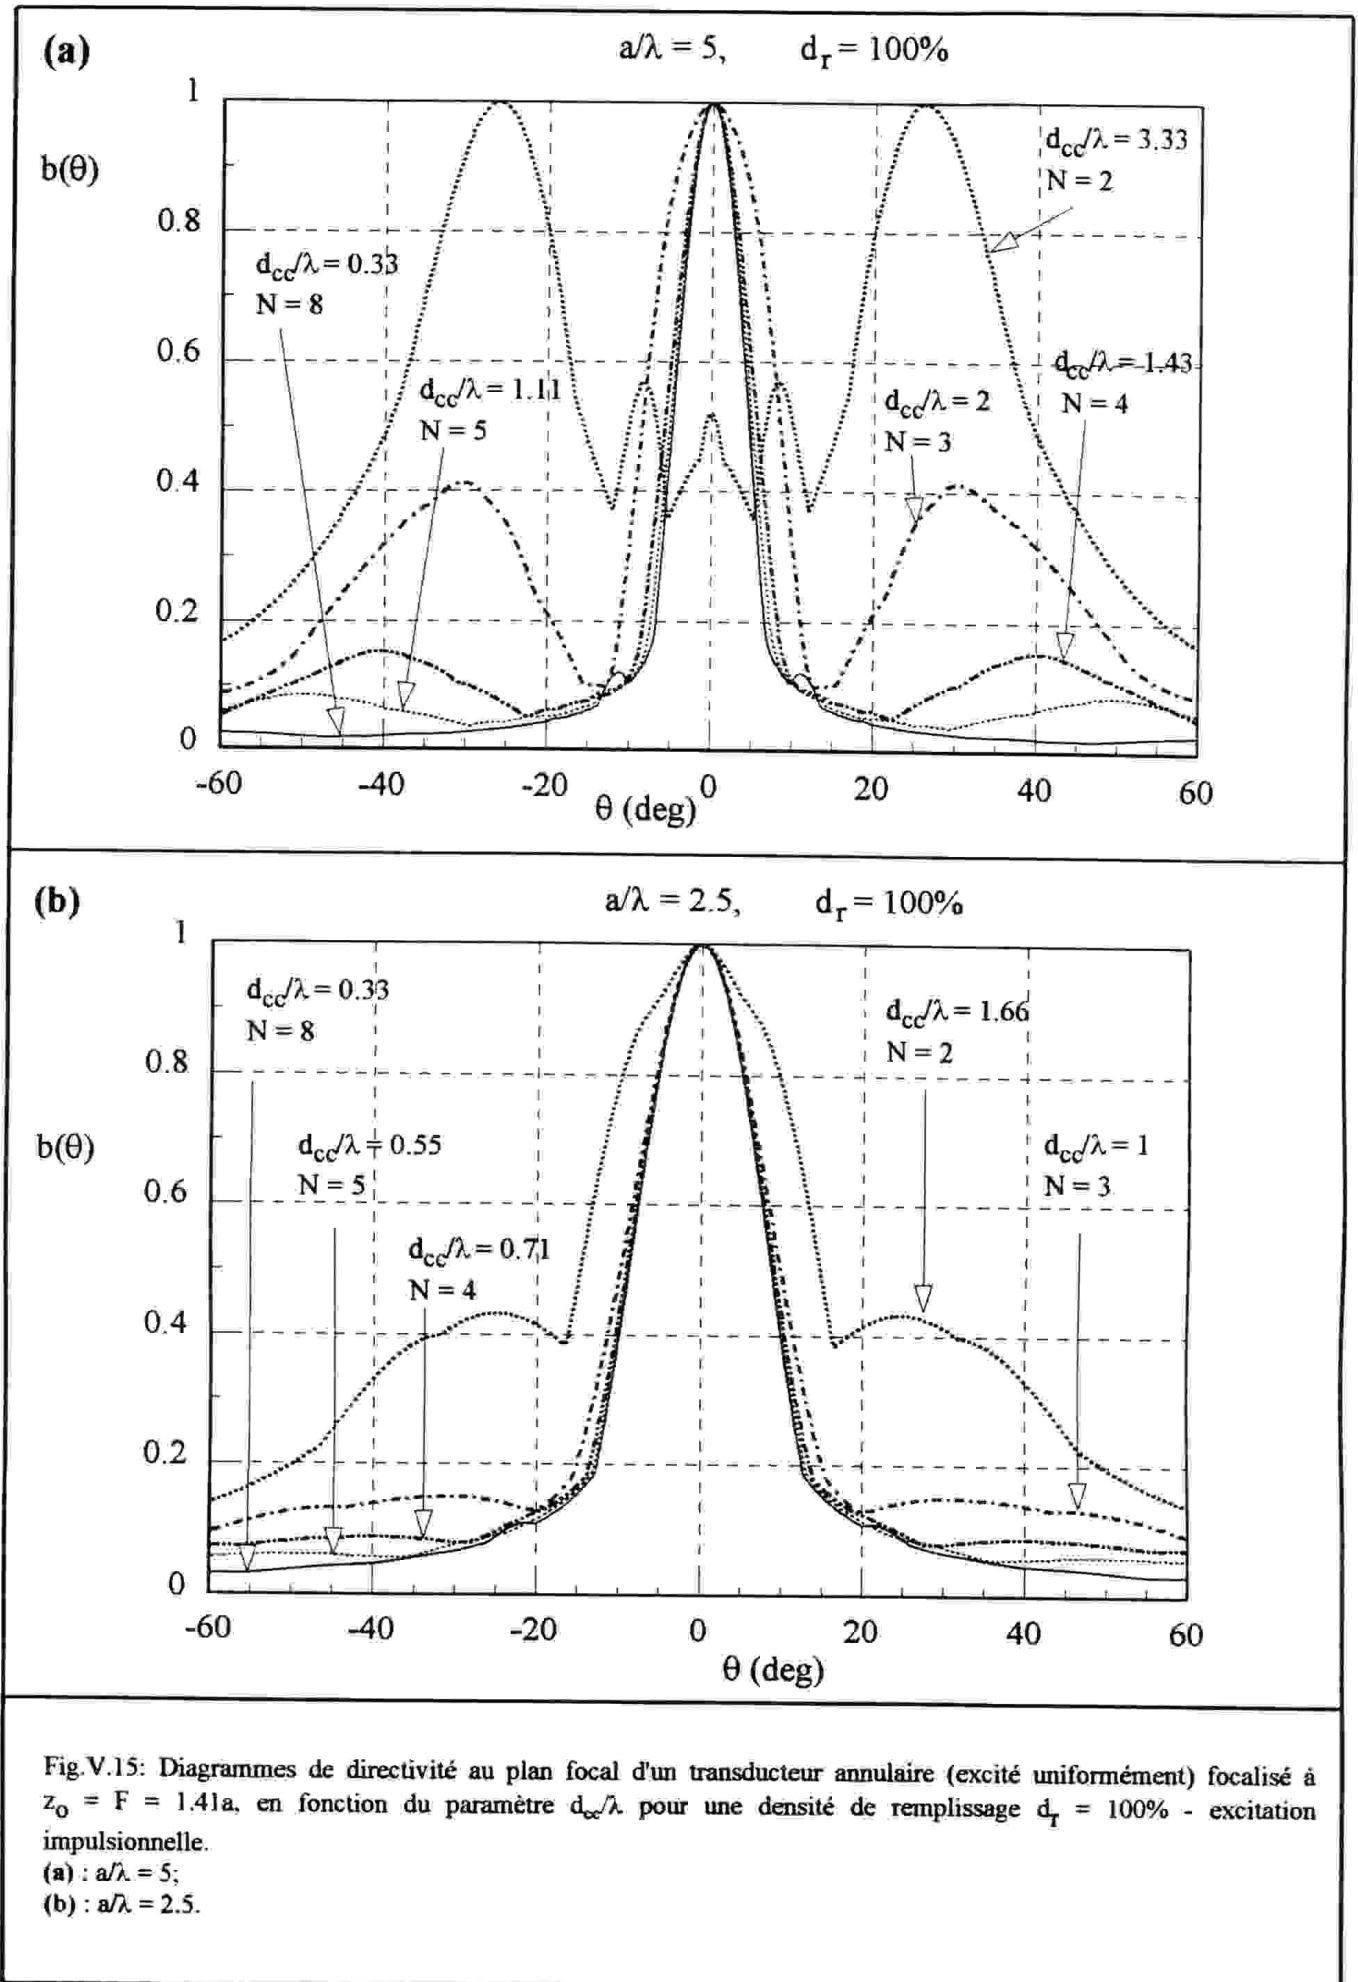 (a)
a/λ = 5, d_r = 100%
1
b(θ)
d_cc/λ = 3.33
N = 2
0.8
d_cc/λ = 0.33
N = 8
0.6
d_cc/λ = 1.43
N = 4
d_cc/λ = 1.11
N = 5
d_cc/λ = 2
N = 3
0.4
0.2
0
-60 -40 -20 0 20 40 60
θ (deg)
(b)
a/λ = 2.5, d_r = 100%
1
d_cc/λ = 0.33
N = 8
d_cc/λ = 1.66
N = 2
0.8
b(θ)
d_cc/λ = 0.55
N = 5
d_cc/λ = 1
N = 3
0.6
d_cc/λ = 0.71
N = 4
0.4
0.2
0
-60 -40 -20 0 20 40 60
θ (deg)
Fig.V.15: Diagrammes de directivité au plan focal d'un transducteur annulaire (excité uniformément) focalisé à
z_o = F = 1.41a, en fonction du paramètre d_cc/λ pour une densité de remplissage d_r = 100% - excitation
impulsionnelle.
(a) : a/λ = 5;
(b) : a/λ = 2.5.